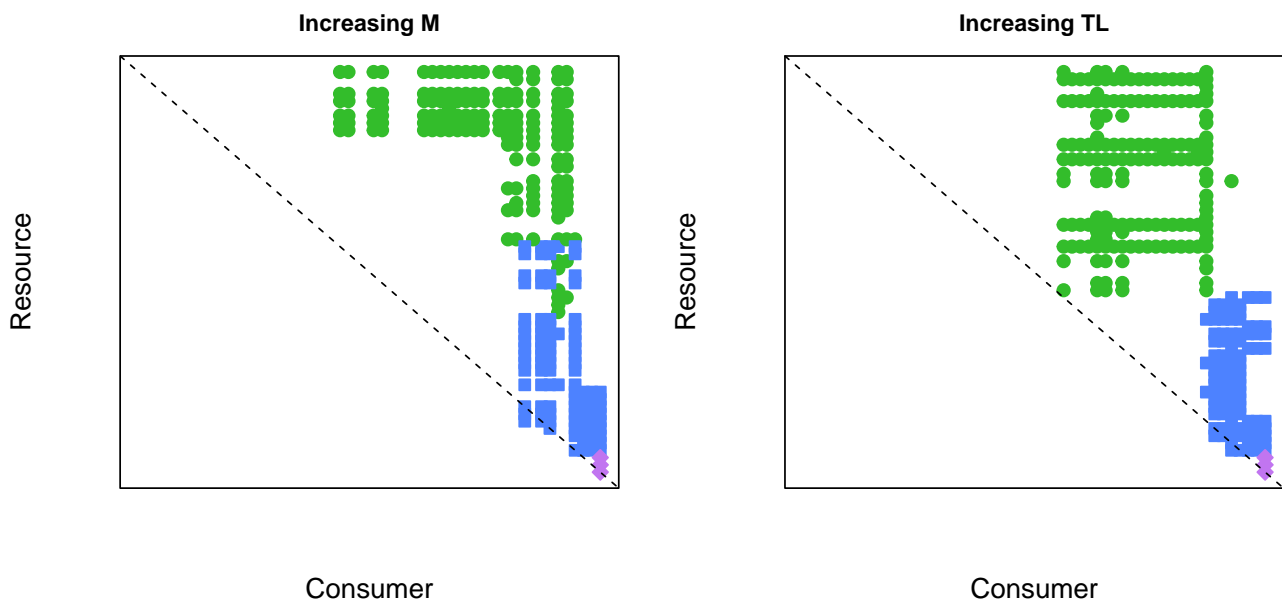 Increasing M
Increasing TL
Resource
Resource
Consumer
Consumer